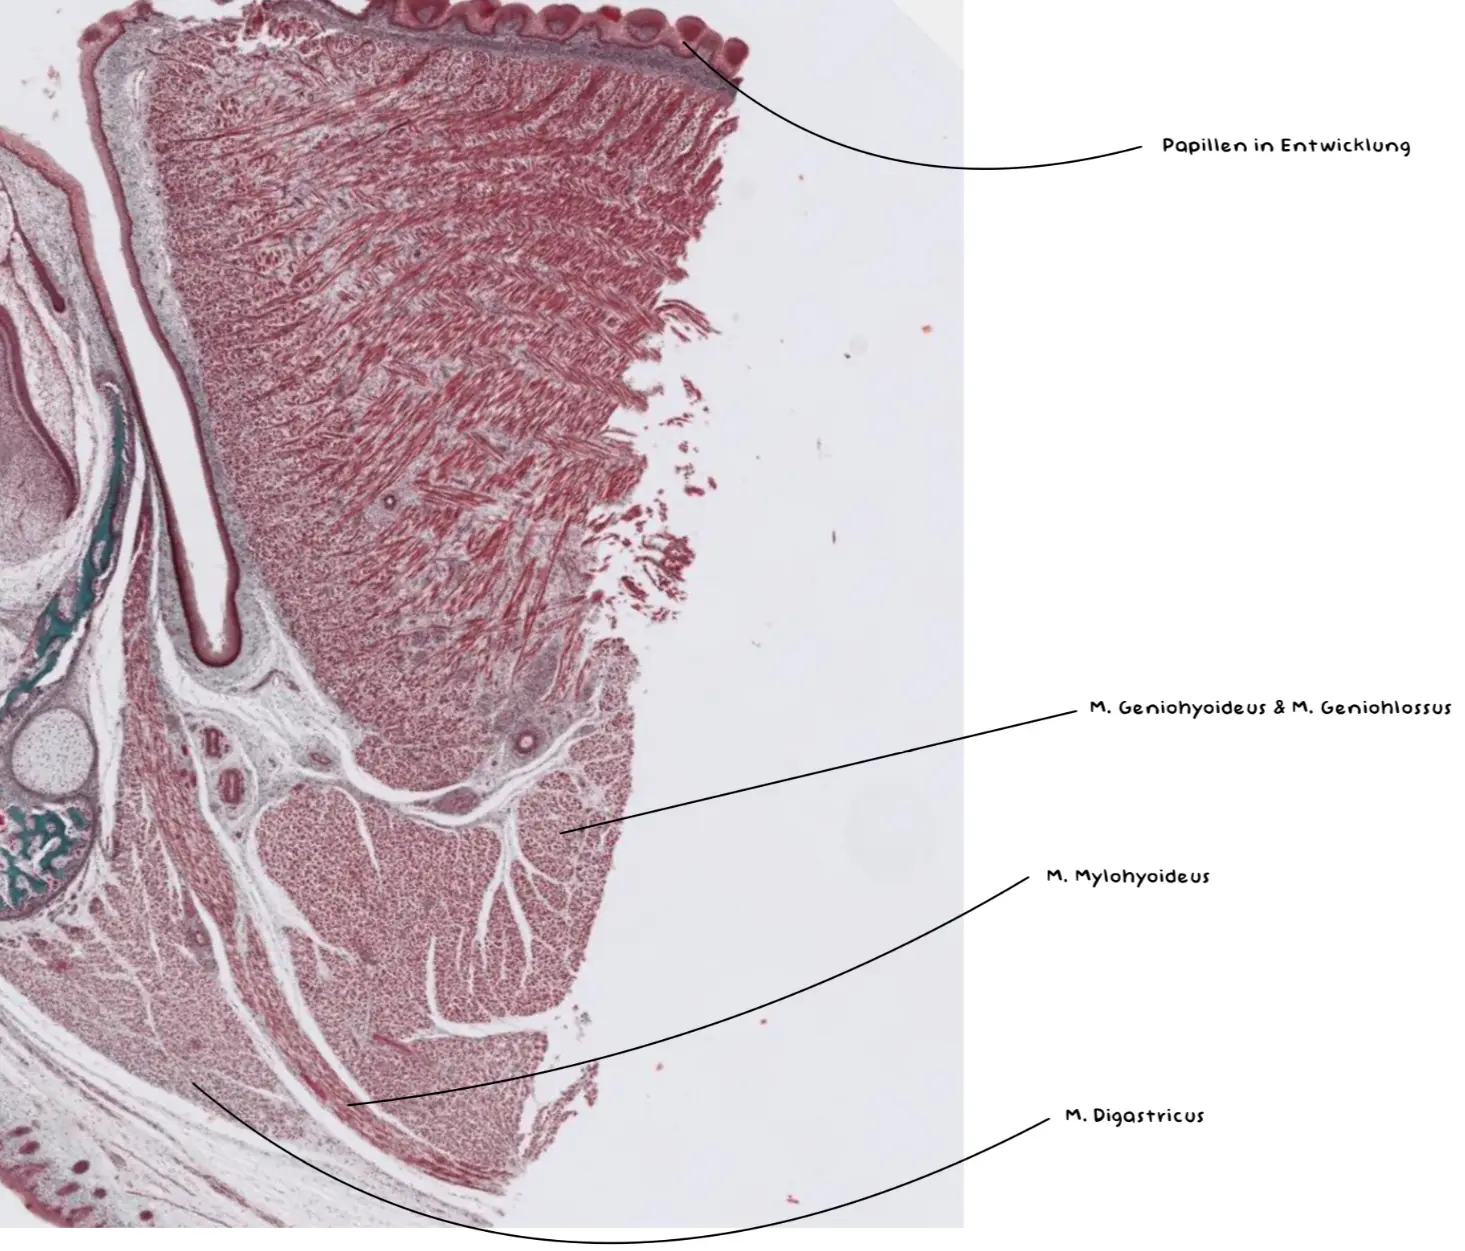 Papillen in Entwicklung
M. Geniohyoideus & M. Geniohlossus
M. Mylohyoideus
M. Digastricus